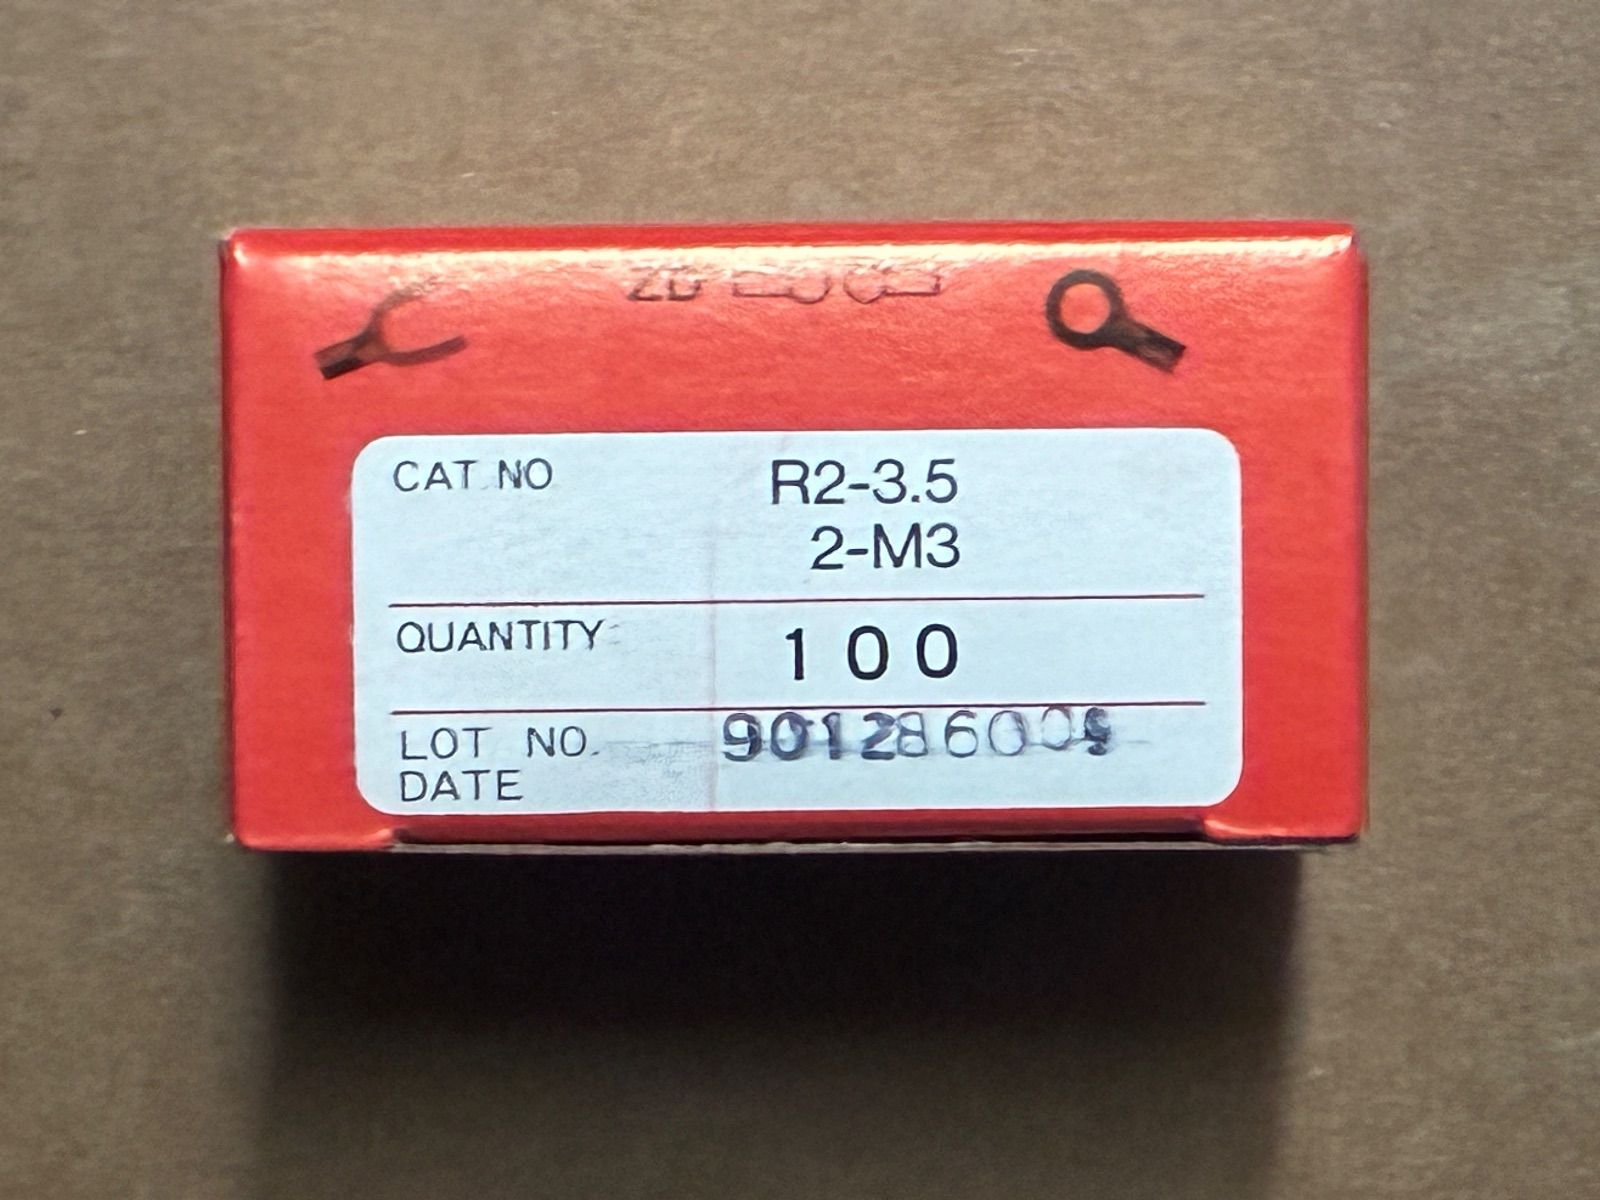 CAT. NO R2-3.5
2-M3
QUANTITY 100
LOT NO.
DATE